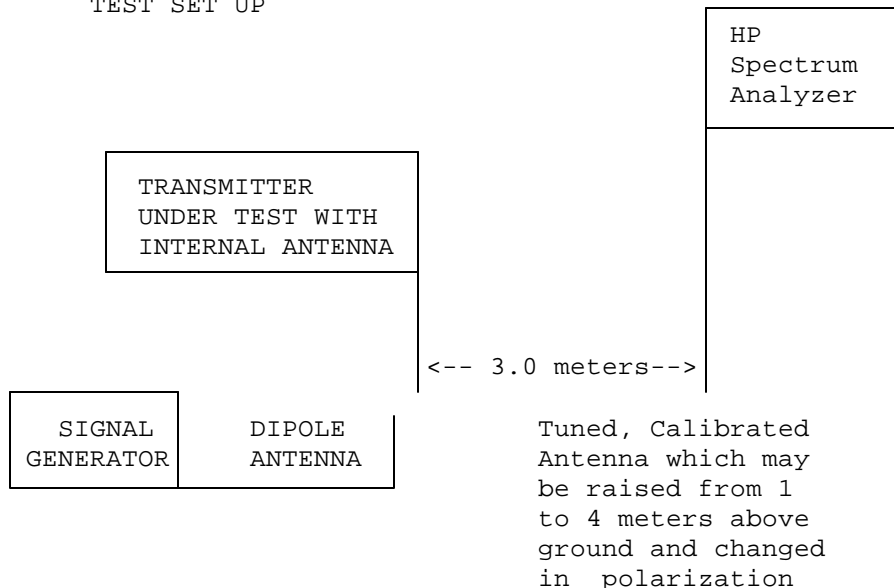 TEST SET UP
HP
Spectrum
Analyzer
TRANSMITTER
UNDER TEST WITH
INTERNAL ANTENNA
<-- 3.0 meters-->
SIGNAL
GENERATOR
DIPOLE
ANTENNA
Tuned, Calibrated
Antenna which may
be raised from 1
to 4 meters above
ground and changed
in polarization